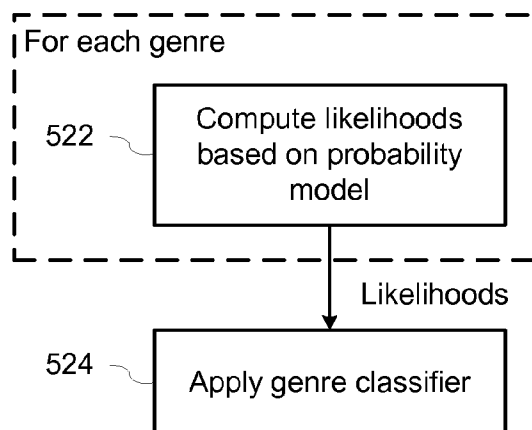 For each genre
522
Compute likelihoods
based on probability
model
Likelihoods
524
Apply genre classifier